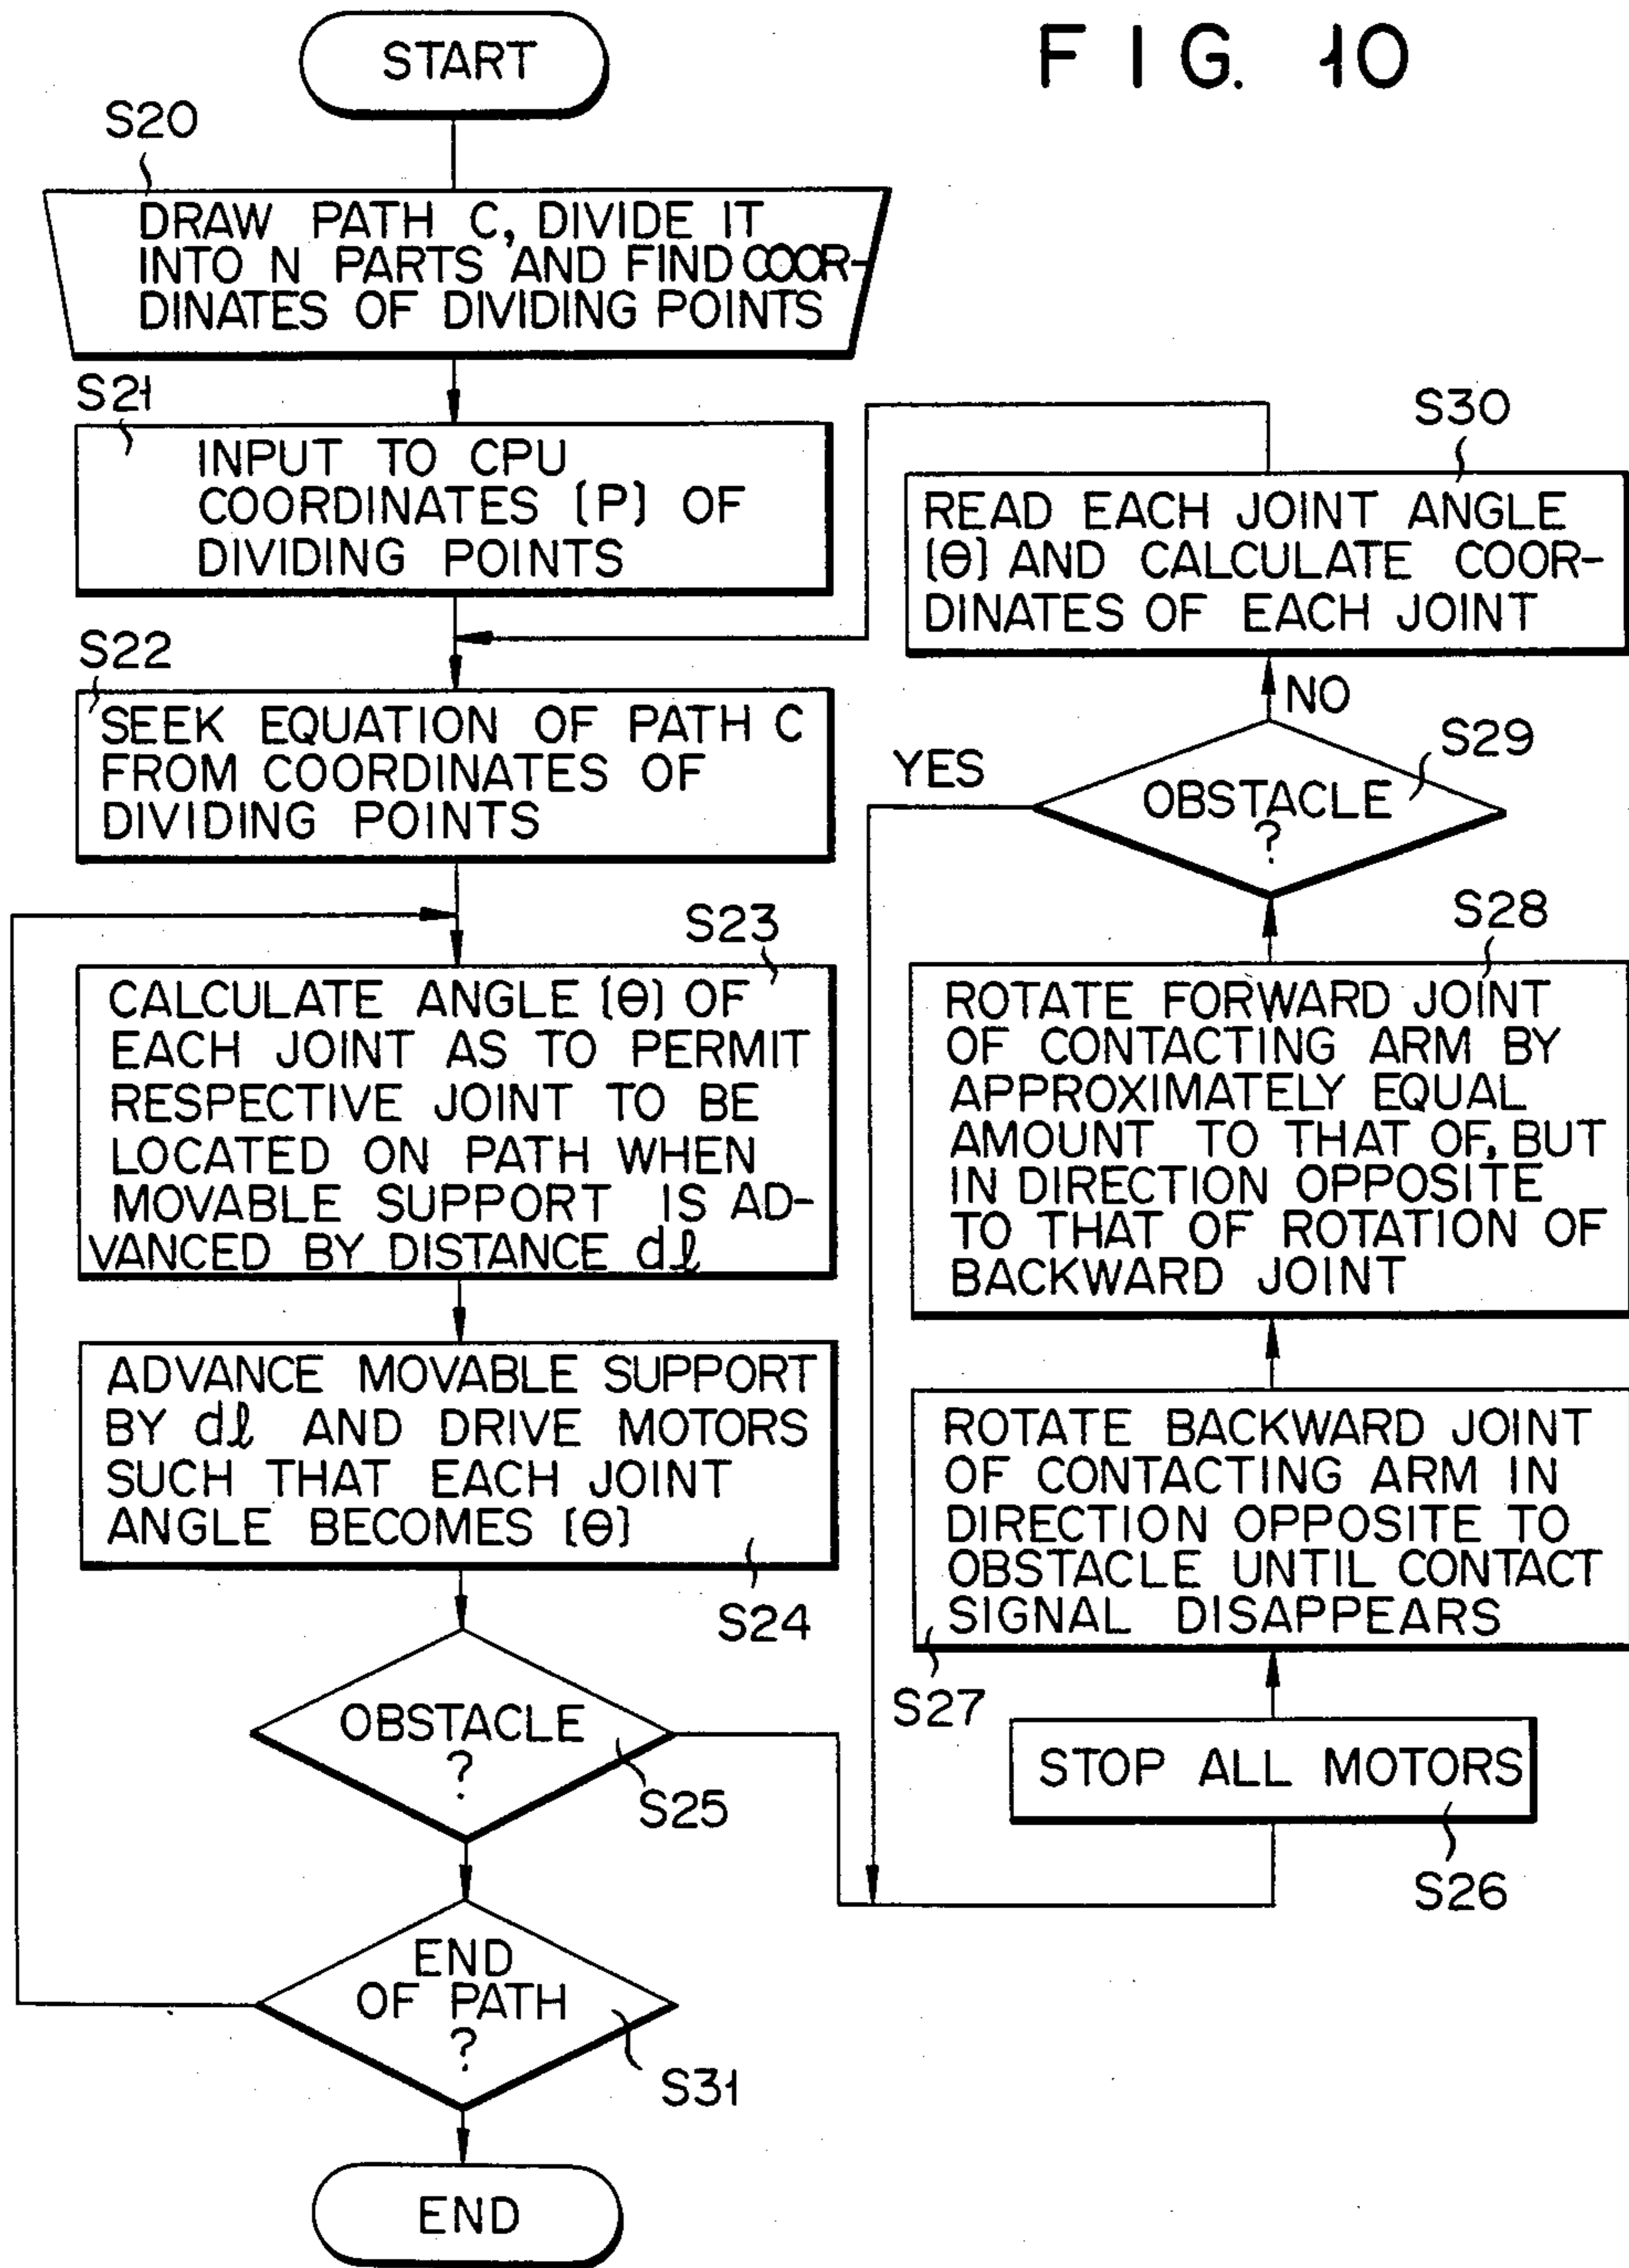 FIG. 10
START
S20
DRAW PATH C, DIVIDE IT
INTO N PARTS AND FIND COOR-
DINATES OF DIVIDING POINTS
S21
INPUT TO CPU
COORDINATES [P] OF
DIVIDING POINTS
S22
SEEK EQUATION OF PATH C
FROM COORDINATES OF
DIVIDING POINTS
S23
CALCULATE ANGLE [θ] OF
EACH JOINT AS TO PERMIT
RESPECTIVE JOINT TO BE
LOCATED ON PATH WHEN
MOVABLE SUPPORT IS AD-
VANCED BY DISTANCE dℓ
ADVANCE MOVABLE SUPPORT
BY dℓ AND DRIVE MOTORS
SUCH THAT EACH JOINT
ANGLE BECOMES [θ]
S24
OBSTACLE
?
S25
END
OF PATH
?
S31
END
S30
READ EACH JOINT ANGLE
[θ] AND CALCULATE COOR-
DINATES OF EACH JOINT
NO
YES
S29
OBSTACLE
?
S28
ROTATE FORWARD JOINT
OF CONTACTING ARM BY
APPROXIMATELY EQUAL
AMOUNT TO THAT OF, BUT
IN DIRECTION OPPOSITE
TO THAT OF ROTATION OF
BACKWARD JOINT
ROTATE BACKWARD JOINT
OF CONTACTING ARM IN
DIRECTION OPPOSITE TO
OBSTACLE UNTIL CONTACT
SIGNAL DISAPPEARS
S27
STOP ALL MOTORS
S26